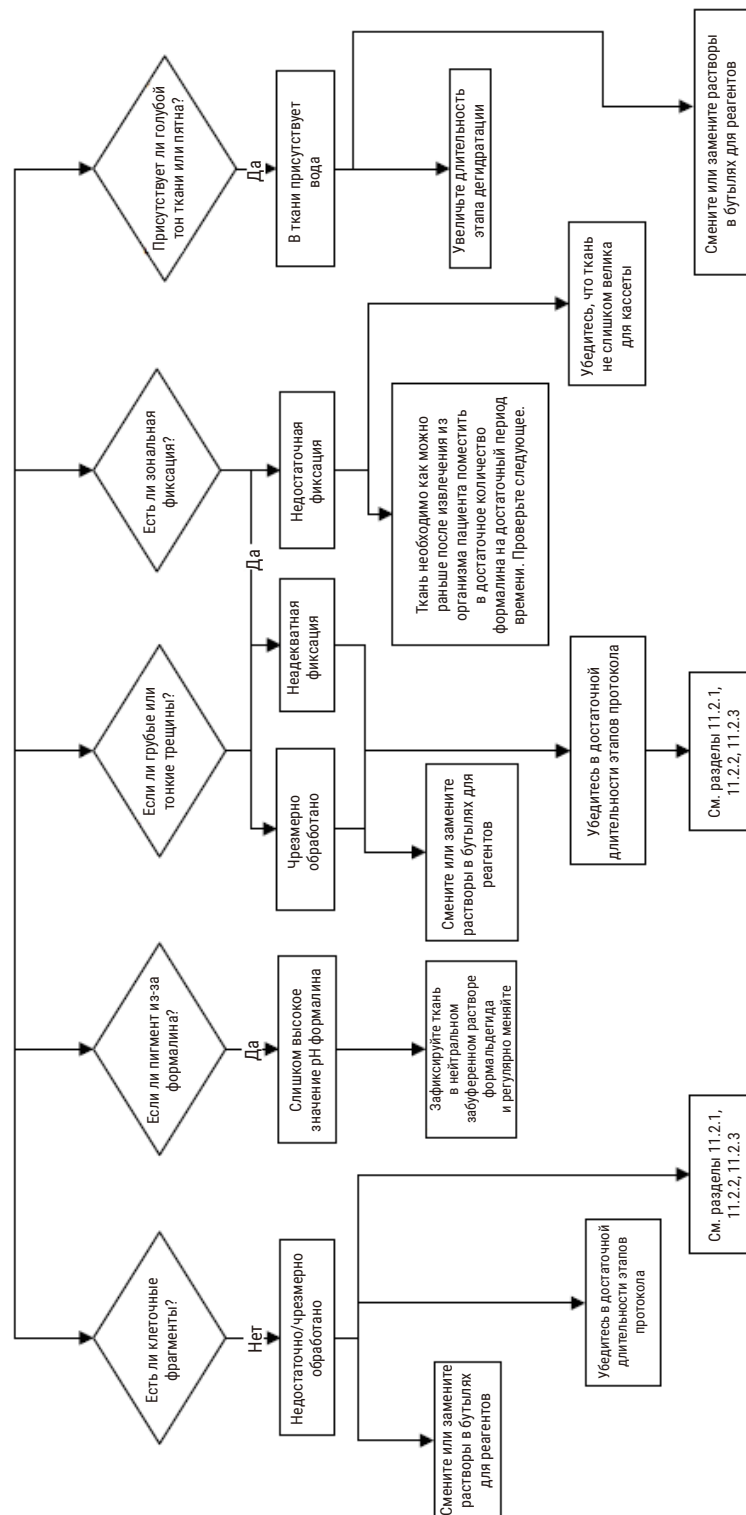 Есть ли клеточные
фрагменты?
Нет
Недостаточно/чрезмерно
обработано
Смените или замените
растворы в бутылях
для реагентов
Убедитесь в достаточной
длительности этапов
протокола
См. разделы 11.2.1,
11.2.2, 11.2.3
Если ли пигмент из-за
формалина?
Да
Слишком высокое
значение pH формалина
Зафиксируйте ткань
в нейтральном
забуференном растворе
формальдегида
и регулярно меняйте
Если ли грубые или
тонкие трещины?
Чрезмерно
обработано
Неадекватная
фиксация
Смените или замените
растворы в бутылях для
реагентов
Убедитесь в достаточной
длительности этапов протокола
См. разделы 11.2.1,
11.2.2, 11.2.3
Есть ли зональная
фиксация?
Да
Недостаточная
фиксация
Ткань необходимо как можно
раньше после извлечения из
организма пациента поместить
в достаточное количество
формалина на достаточный период
времени. Проверьте следующее.
Убедитесь, что ткань
не слишком велика
для кассеты
Присутствует ли голубой
тон ткани или пятна?
Да
В ткани присутствует
вода
Увеличьте длительность
этапа дегидратации
Смените или замените растворы
в бутылях для реагентов